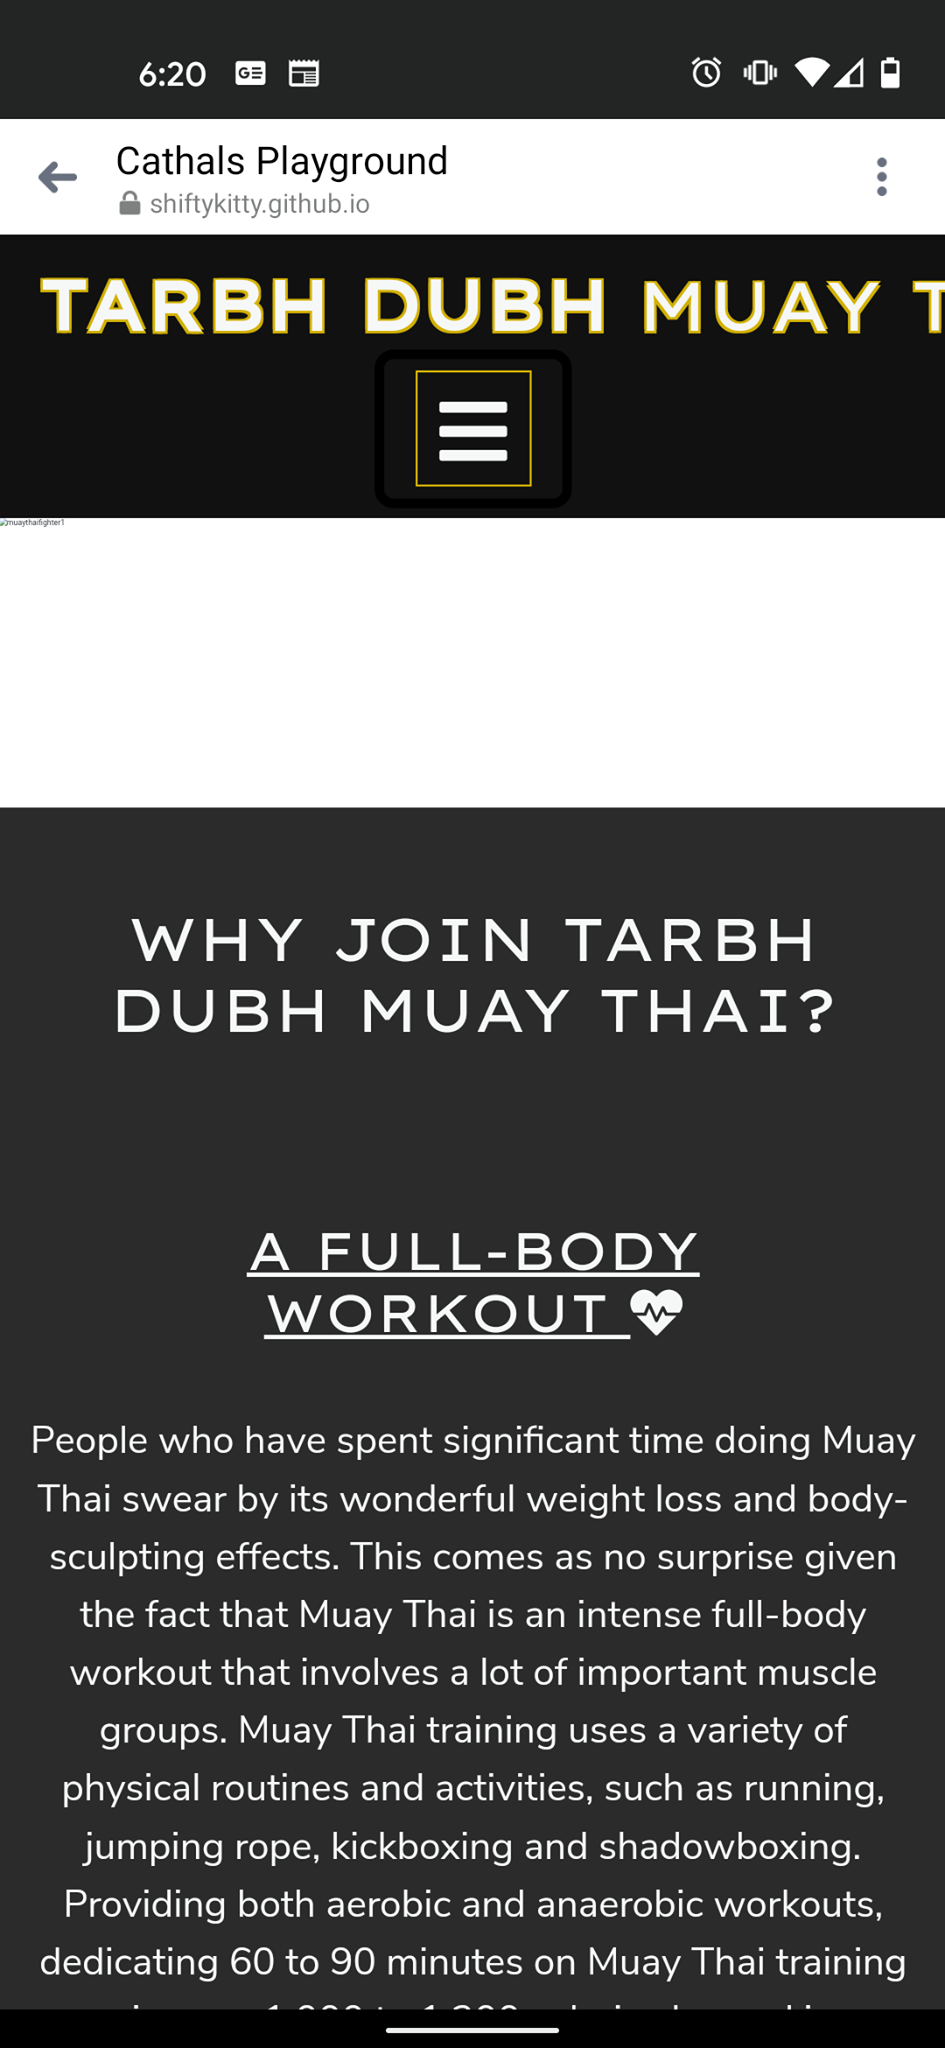 6:20
GE
Cathals Playground
shiftykitty.github.io
TARBH DUBH MUAY T
muaythaifighter1
WHY JOIN TARBH
DUBH MUAY THAI?
A FULL-BODY
WORKOUT
People who have spent significant time doing Muay
Thai swear by its wonderful weight loss and body-
sculpting effects. This comes as no surprise given
the fact that Muay Thai is an intense full-body
workout that involves a lot of important muscle
groups. Muay Thai training uses a variety of
physical routines and activities, such as running,
jumping rope, kickboxing and shadowboxing.
Providing both aerobic and anaerobic workouts,
dedicating 60 to 90 minutes on Muay Thai training